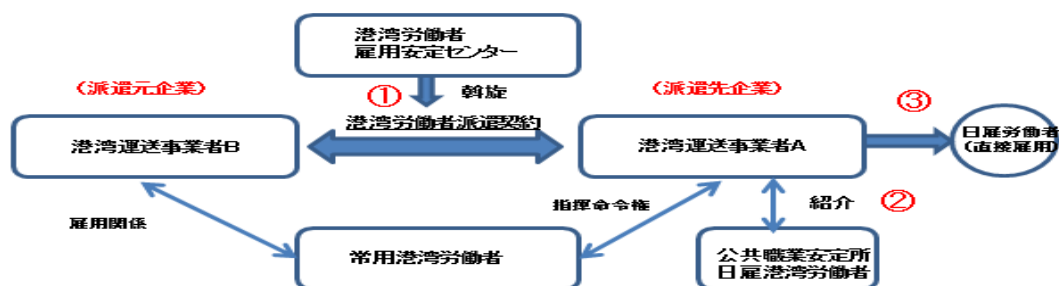 港湾労働者
雇用安定センター
(派遣元企業)
① 斡旋
(派遣先企業)
③
港湾労働者派遣契約
港湾運送事業者B
港湾運送事業者A
日雇労働者
(直接雇用)
雇用関係
指揮命令権
紹介 ②
常用港湾労働者
公共職業安定所
日雇港湾労働者